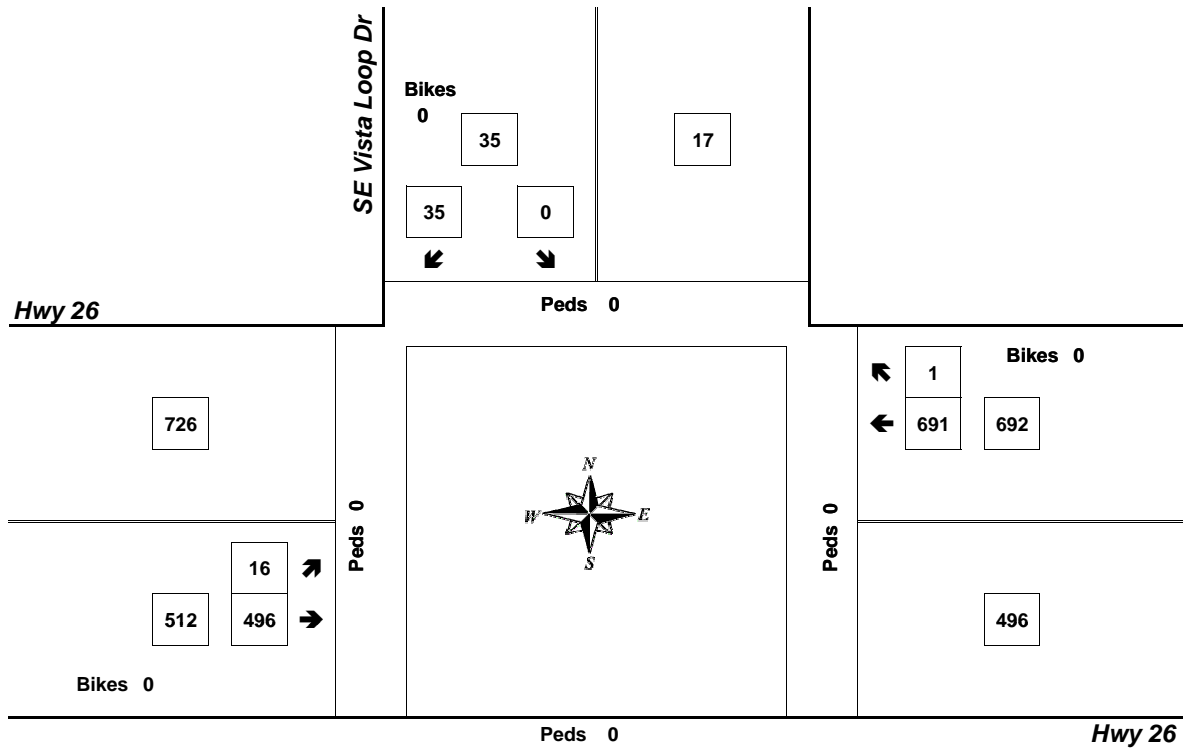 SE Vista Loop Dr
Bikes
0
35
17
35
0
Peds 0
Hwy 26
Bikes 0
1
726
691
692
N
W
E
S
Peds 0
Peds 0
16
512
496
496
Bikes 0
Peds 0
Hwy 26